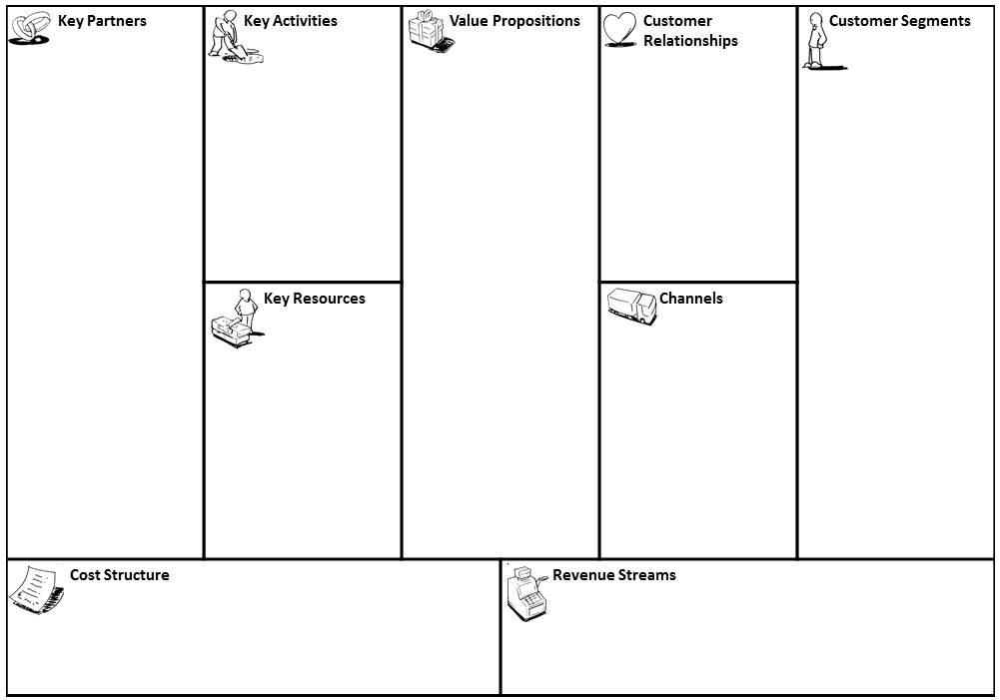 Key Partners
Key Activities
Value Propositions
Customer
Relationships
Customer Segments
Key Resources
Channels
Cost Structure
Revenue Streams